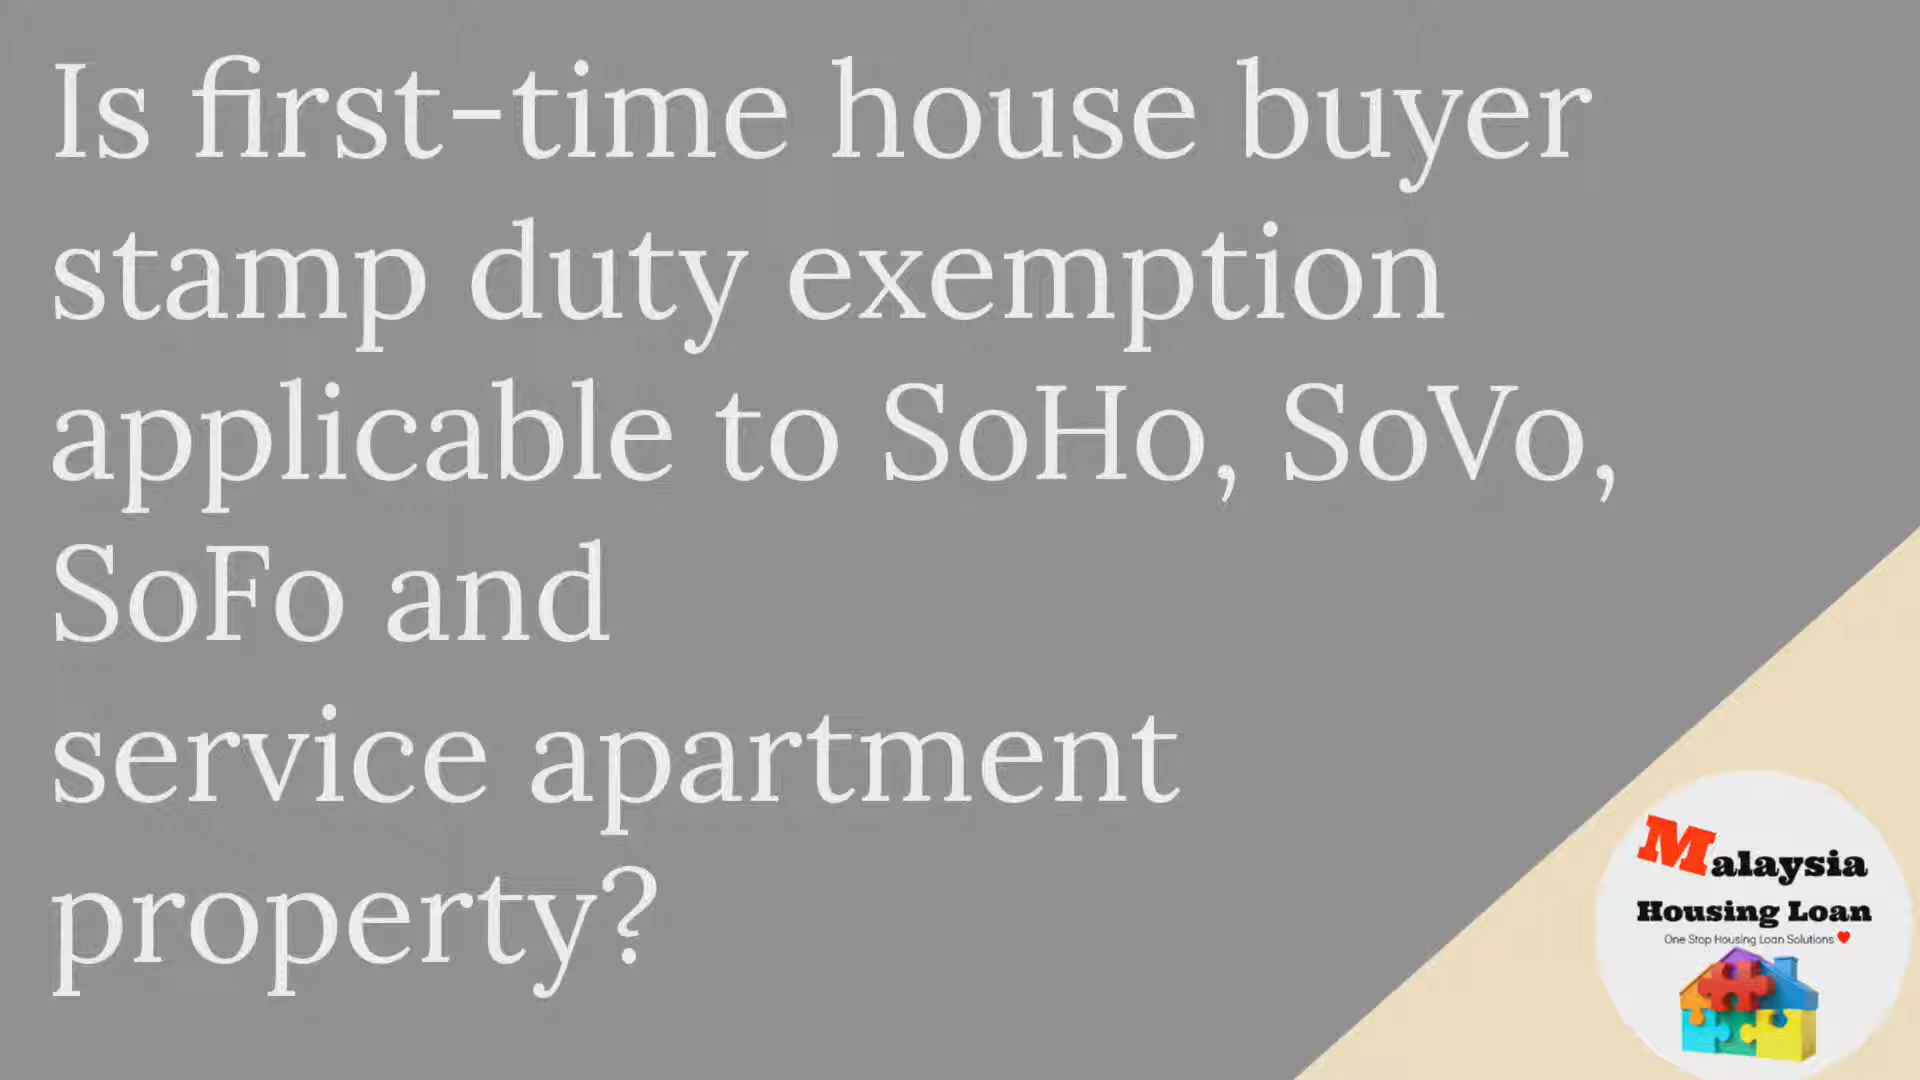 Is first-time house buyer
stamp duty exemption
applicable to SoHo, SoVo,
SoFo and
service apartment
property?
Malaysia
Housing Loan
One Stop Housing Loan Solutions